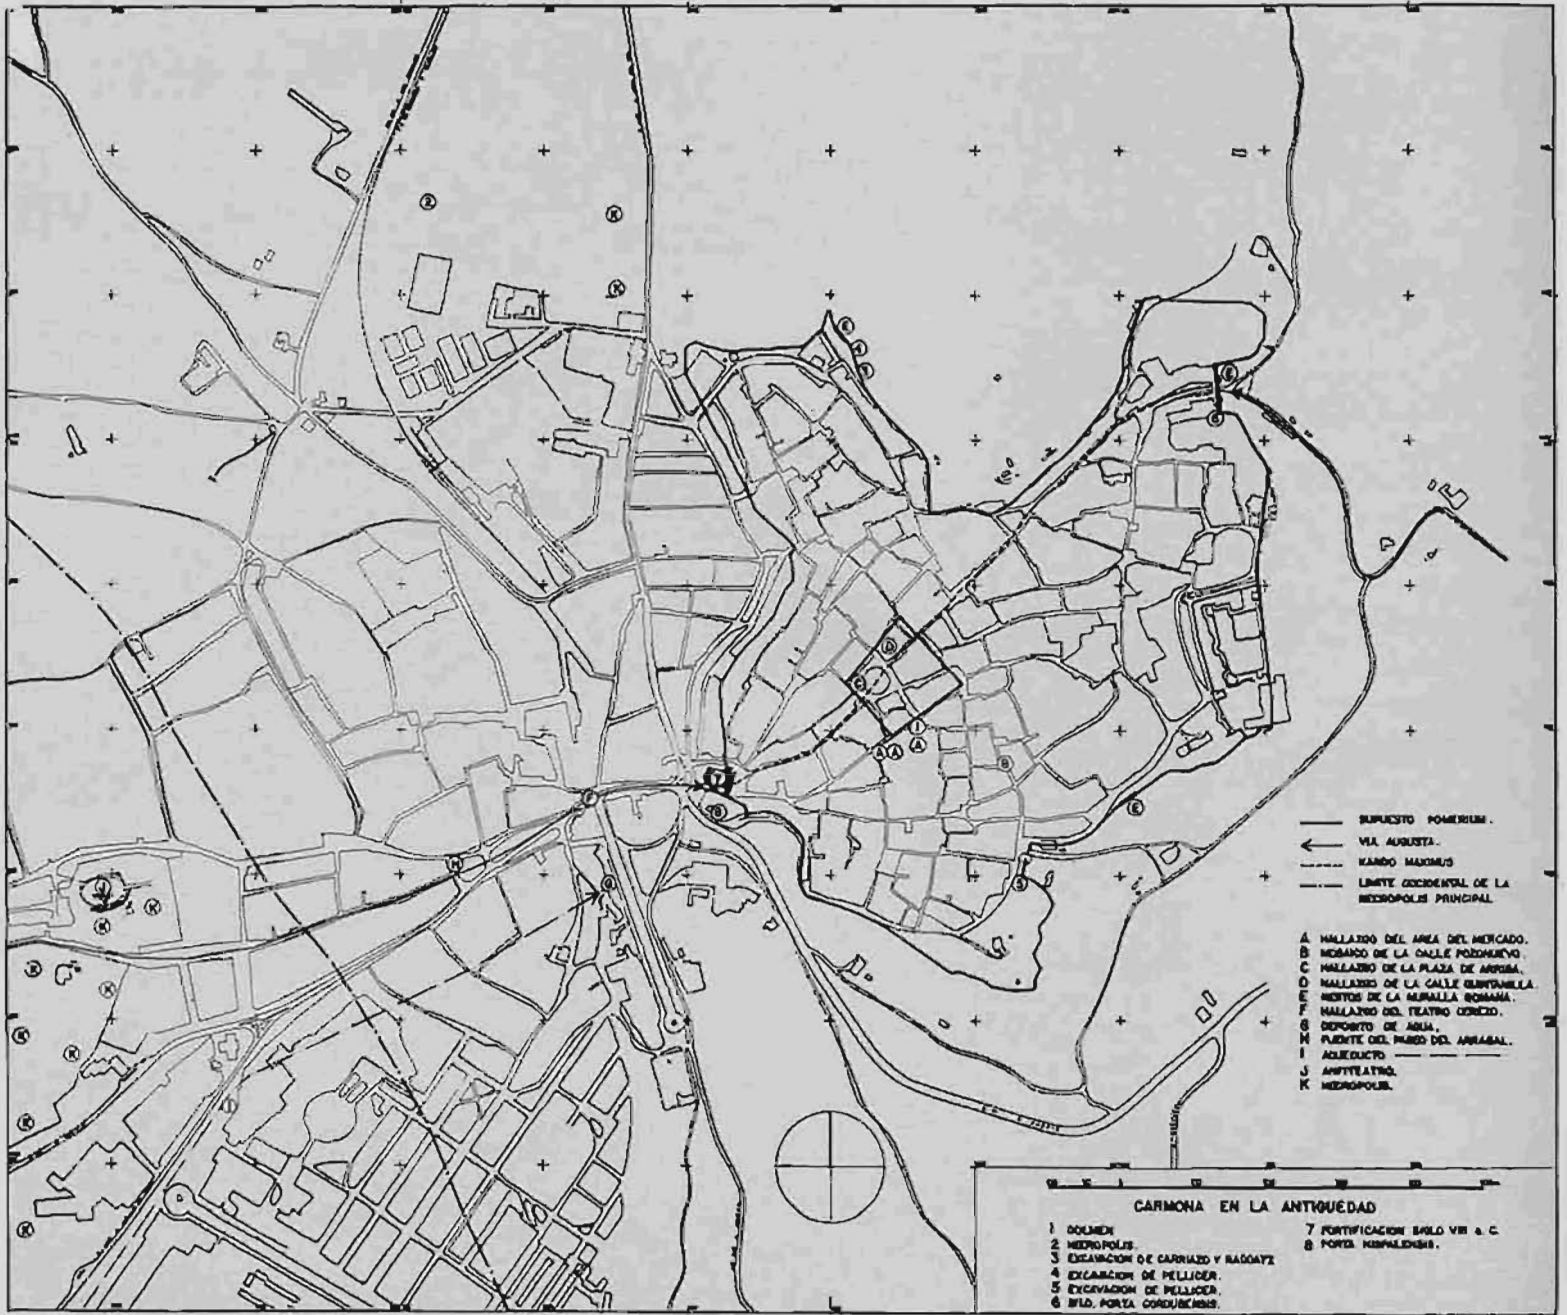 SUPUESTO POMERIUM.
VIA AUGUSTA.
KARDO MAXIMUS
LIMITE OCCIDENTAL DE LA
NECROPOLIS PRINCIPAL
A HALLAZGO DEL AREA DEL MERCADO.
B MOSAICO DE LA CALLE POZONUEVO.
C HALLAZGO DE LA PLAZA DE ARRIBA.
D HALLAZGO DE LA CALLE QUINTANILLA.
E RESTOS DE LA MURALLA ROMANA.
F HALLAZGO DEL TEATRO CEREZO.
G DEPOSITO DE AGUA.
H PUENTE DEL PASEO DEL ARRABAL.
I AQUEDUCTO
J ANFITEATRO.
K NECROPOLIS.
CARMONA EN LA ANTIGUEDAD
1 DOLMEN
2 NECROPOLIS.
3 EXCAVACION DE CARRIAZO Y RADDATZ
4 EXCAVACION DE PELLICER.
5 EXCAVACION DE PELLICER.
6 PORTA CORDUBENSIS.
7 FORTIFICACION SIGLO VIII a. C.
8 PORTA HISPALENSIS.